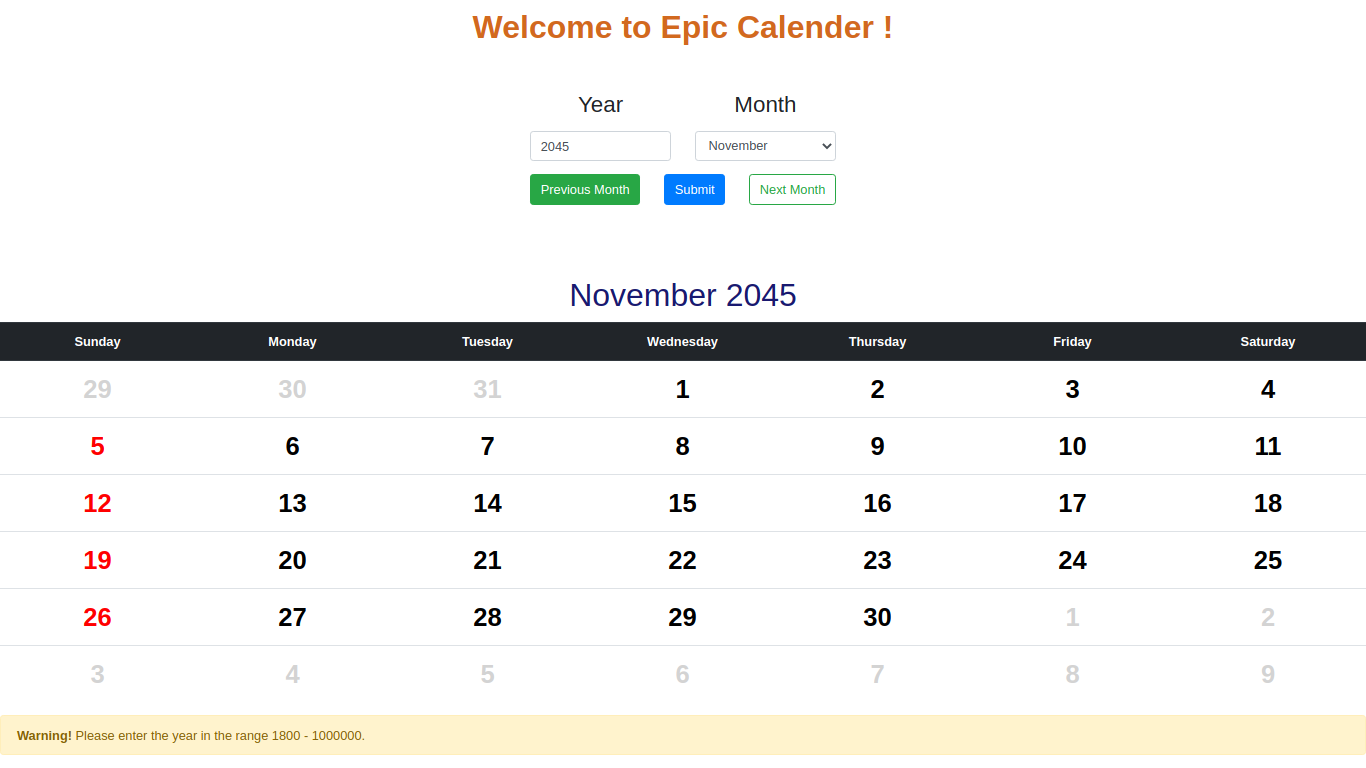 Welcome to Epic Calender !
Year Month
2045 November
Previous Month Submit Next Month
November 2045
Sunday Monday Tuesday Wednesday Thursday Friday Saturday
29 30 31 1 2 3 4
5 6 7 8 9 10 11
12 13 14 15 16 17 18
19 20 21 22 23 24 25
26 27 28 29 30 1 2
3 4 5 6 7 8 9
Warning! Please enter the year in the range 1800 - 1000000.